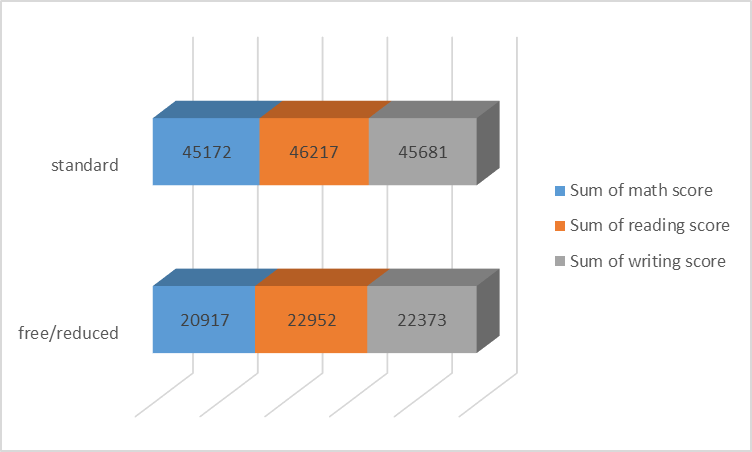 45172 46217 45681
standard
Sum of math score
Sum of reading score
Sum of writing score
20917 22952 22373
free/reduced